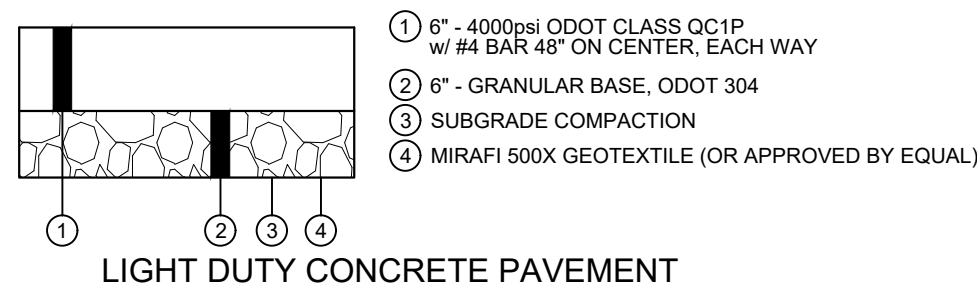 1 6" - 4000psi ODOT CLASS QC1P
w/ #4 BAR 48" ON CENTER, EACH WAY
2 6" - GRANULAR BASE, ODOT 304
3 SUBGRADE COMPACTION
4 MIRAFI 500X GEOTEXTILE (OR APPROVED BY EQUAL)
1 2 3 4
LIGHT DUTY CONCRETE PAVEMENT